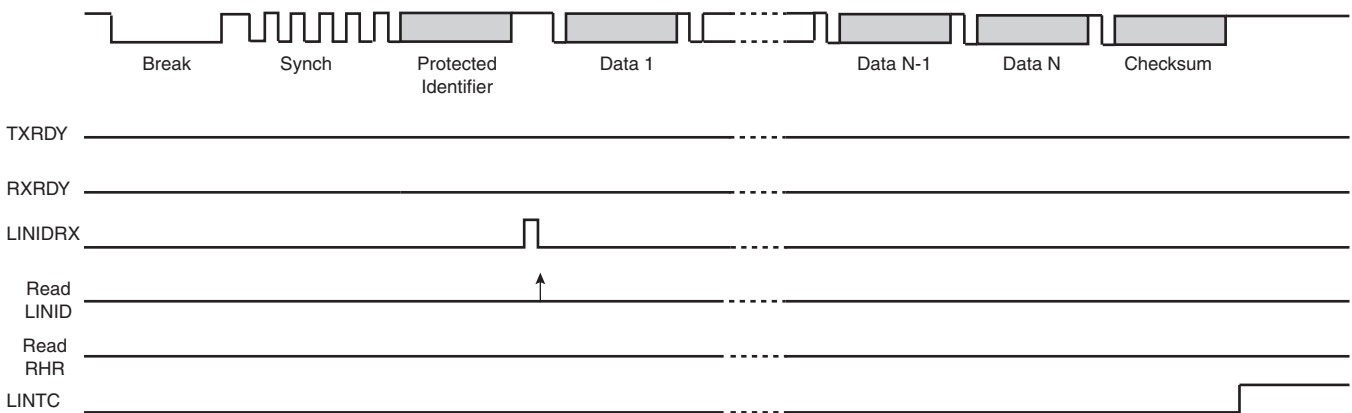 Break Synch Protected Data 1 Data N-1 Data N Checksum
Identifier
TXRDY
RXRDY
LINIDRX
Read
LINID
Read
RHR
LINTC